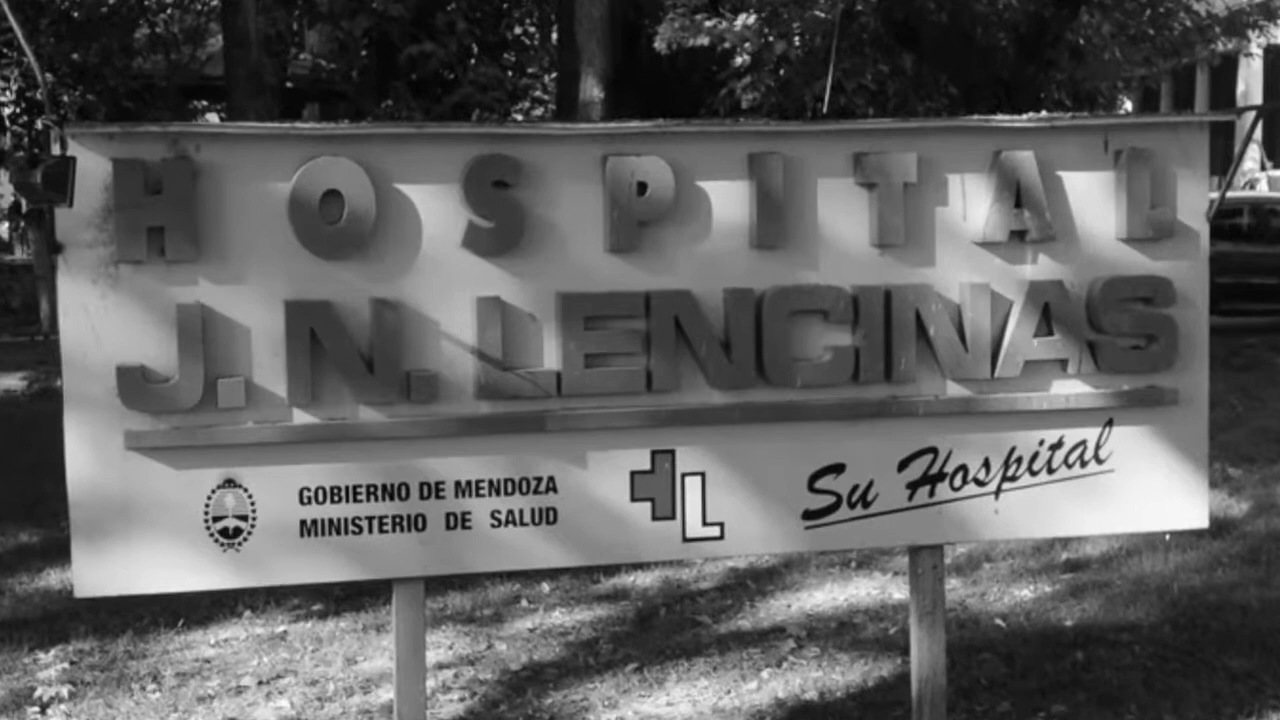 HOSPITAL
J.N. LENCINAS
GOBIERNO DE MENDOZA
MINISTERIO DE SALUD
L
Su Hospital